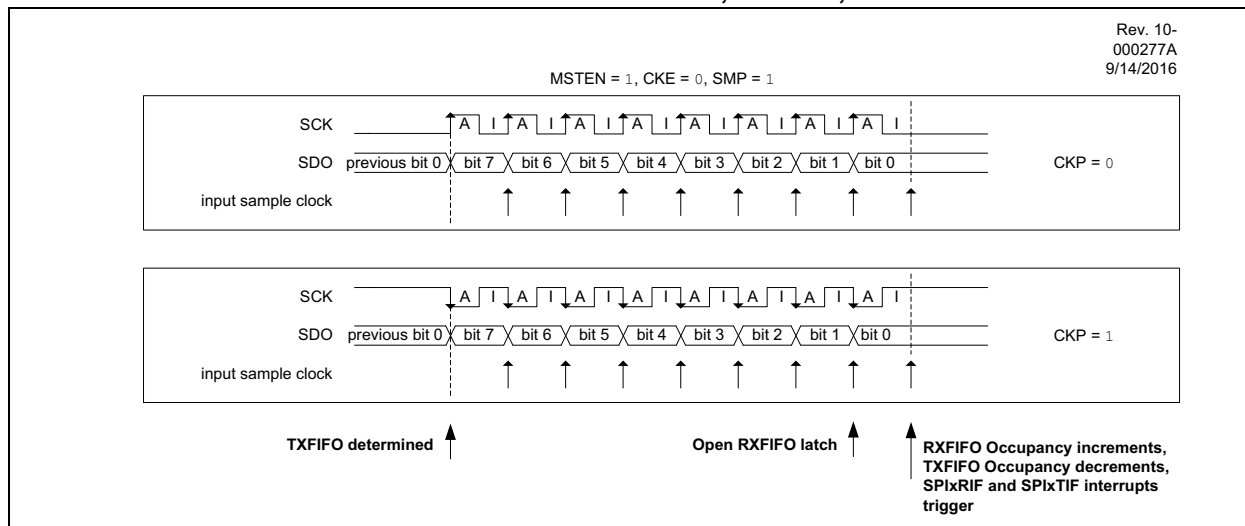 Rev. 10-
000277A
9/14/2016
MSTEN = 1, CKE = 0, SMP = 1
SCK A I A I A I A I A I A I A I A I
SDO previous bit 0 bit 7 bit 6 bit 5 bit 4 bit 3 bit 2 bit 1 bit 0 CKP = 0
input sample clock
SCK A I A I A I A I A I A I A I A I
SDO previous bit 0 bit 7 bit 6 bit 5 bit 4 bit 3 bit 2 bit 1 bit 0 CKP = 1
input sample clock
TXFIFO determined Open RXFIFO latch RXFIFO Occupancy increments,
TXFIFO Occupancy decrements,
SPIxRIF and SPIxTIF interrupts
trigger